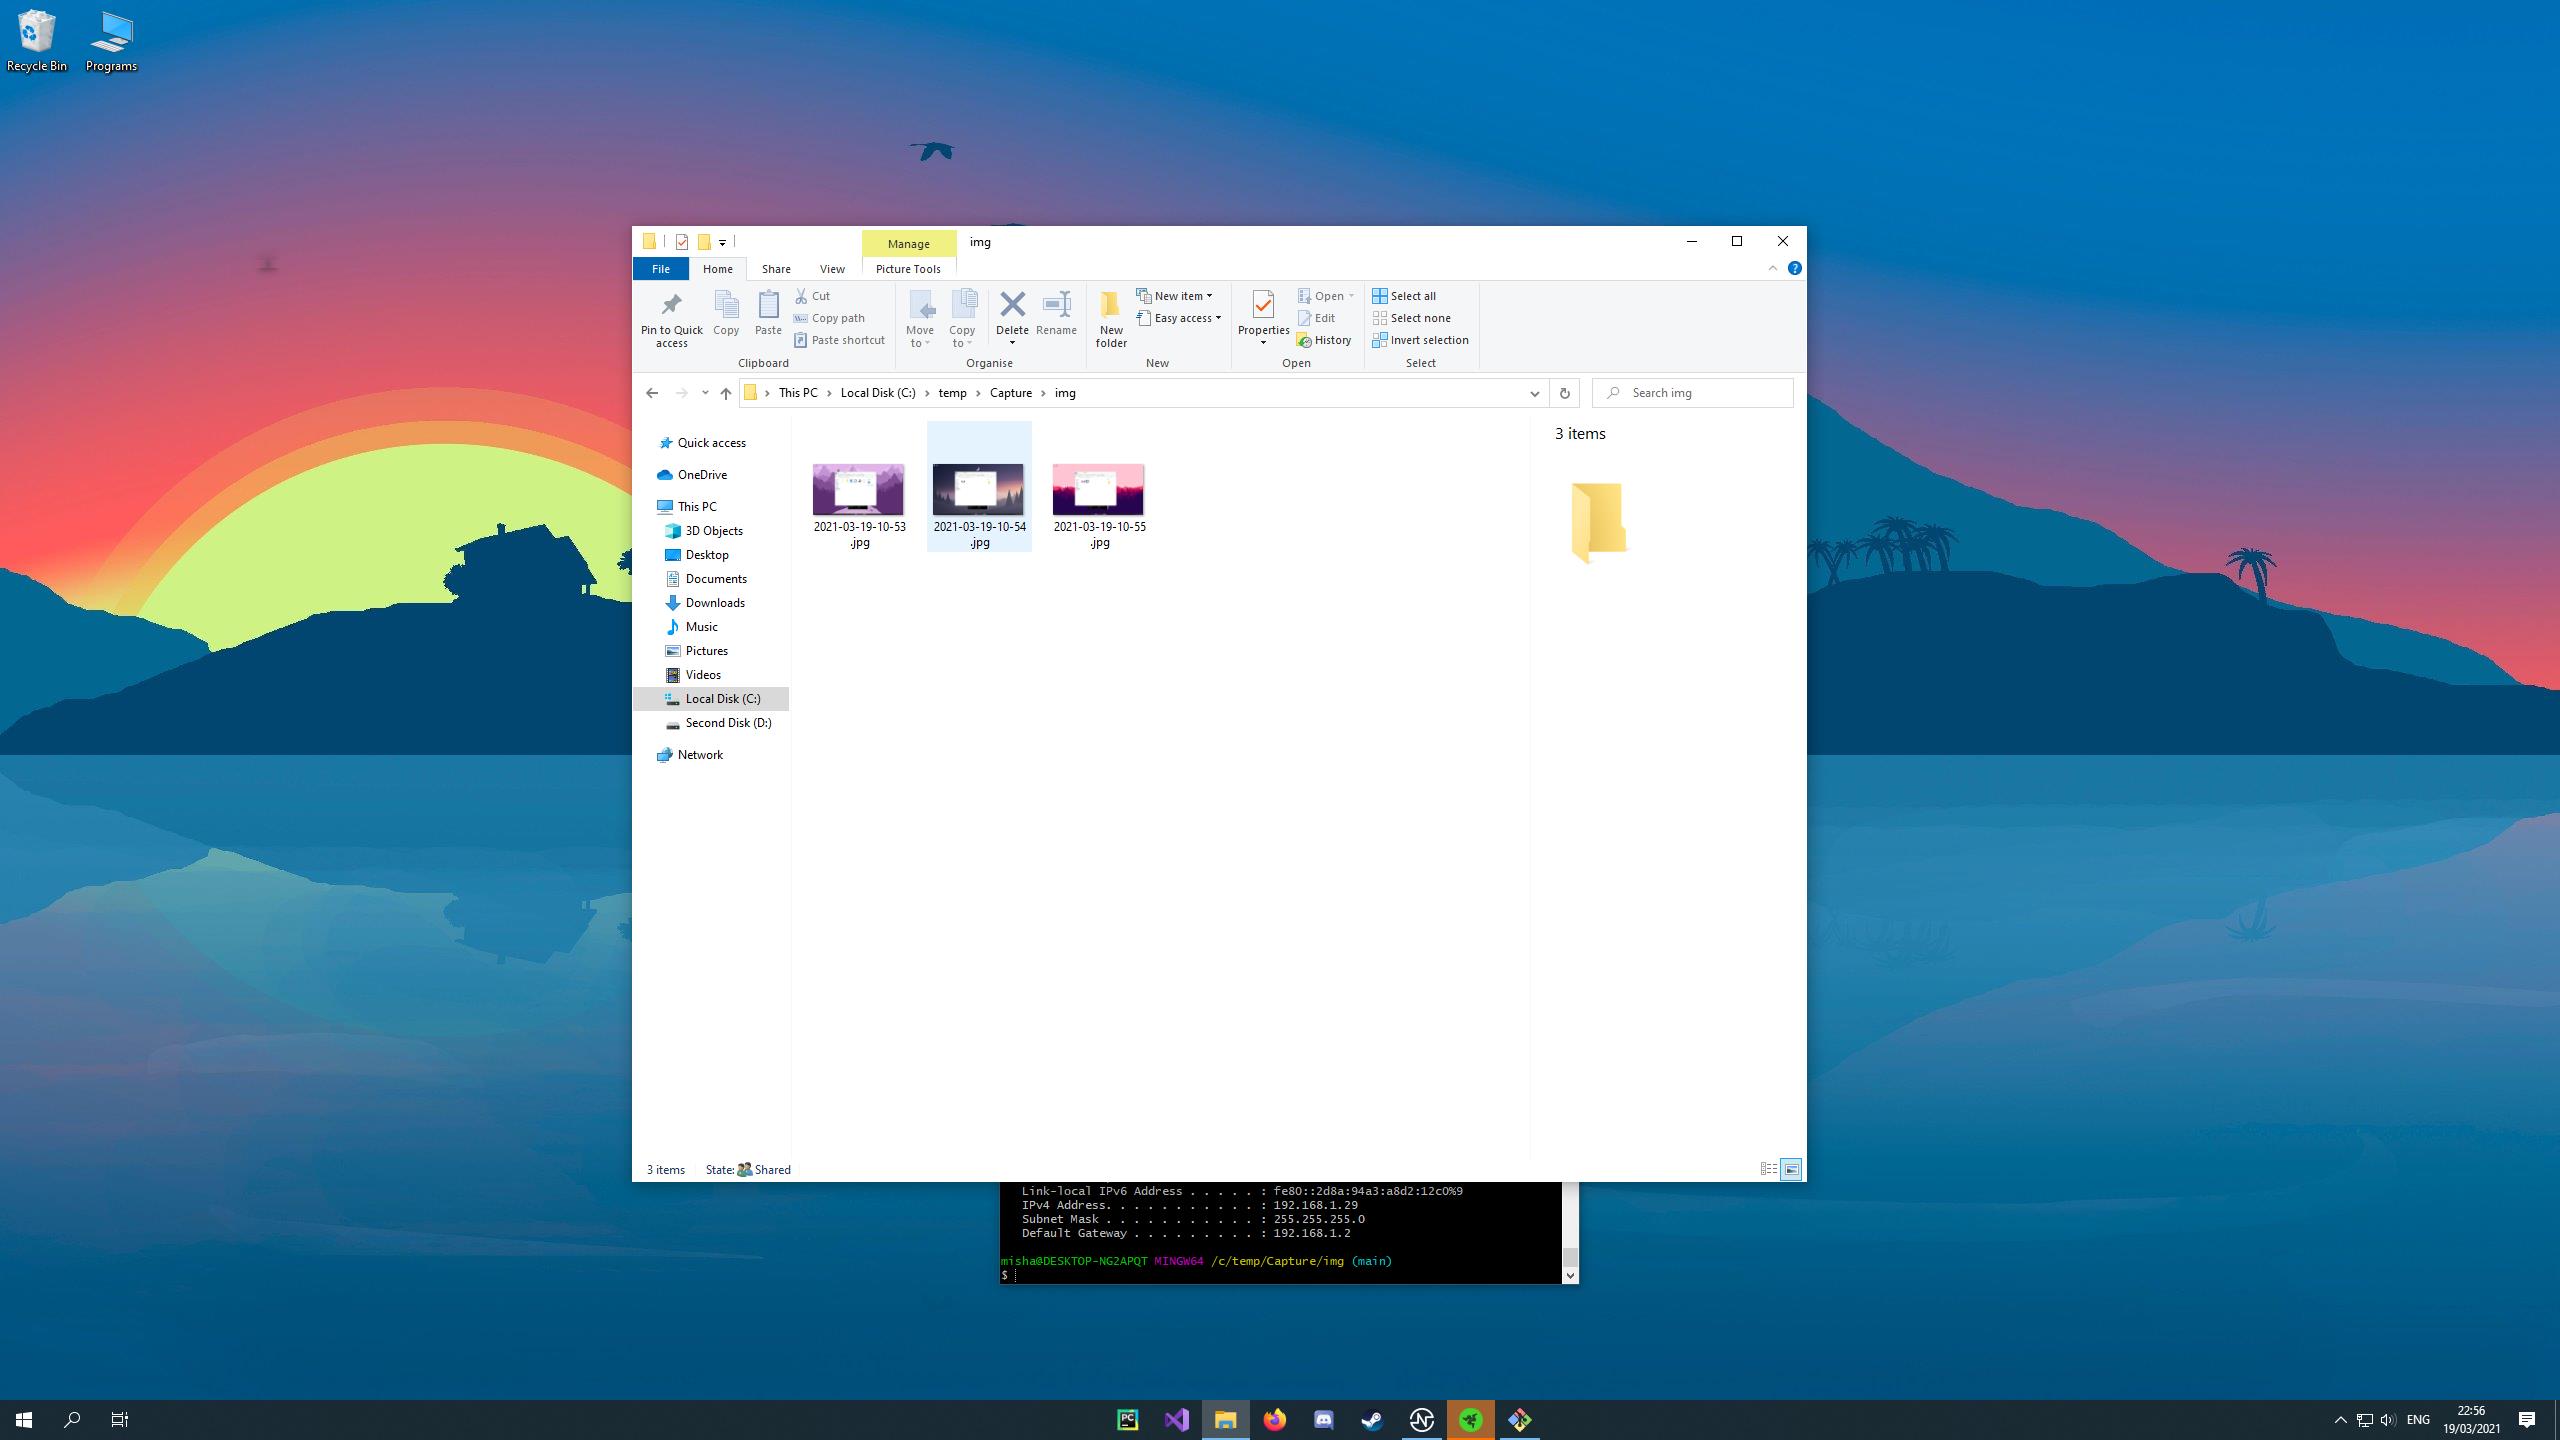 Recycle Bin
Programs
Manage
img
File
Home
Share
View
Picture Tools
Pin to Quick access
Copy
Paste
Cut
Copy path
Paste shortcut
Clipboard
Move to
Copy to
Delete
Rename
Organise
New folder
New item
Easy access
New
Properties
Open
Edit
History
Open
Select all
Select none
Invert selection
Select
This PC
Local Disk (C:)
temp
Capture
img
Search img
Quick access
OneDrive
This PC
3D Objects
Desktop
Documents
Downloads
Music
Pictures
Videos
Local Disk (C:)
Second Disk (D:)
Network
2021-03-19-10-53
.jpg
2021-03-19-10-54
.jpg
2021-03-19-10-55
.jpg
3 items
3 items
State: Shared
Link-local IPv6 Address . . . . . : fe80::2d8a:94a3:a8d2:12c0%9
IPv4 Address. . . . . . . . . . . : 192.168.1.29
Subnet Mask . . . . . . . . . . . : 255.255.255.0
Default Gateway . . . . . . . . . : 192.168.1.2
misha@DESKTOP-NG2APQT MINGW64 /c/temp/Capture/img (main)
$
PC
ENG
22:56
19/03/2021